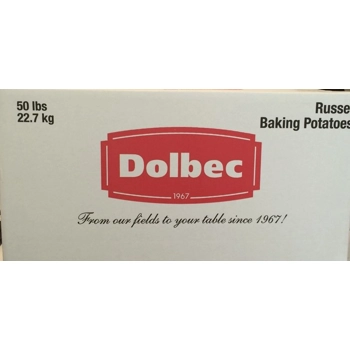 50 lbs
22.7 kg
Russe
Baking Potatoes
Dolbec
1967
From our fields to your table since 1967!